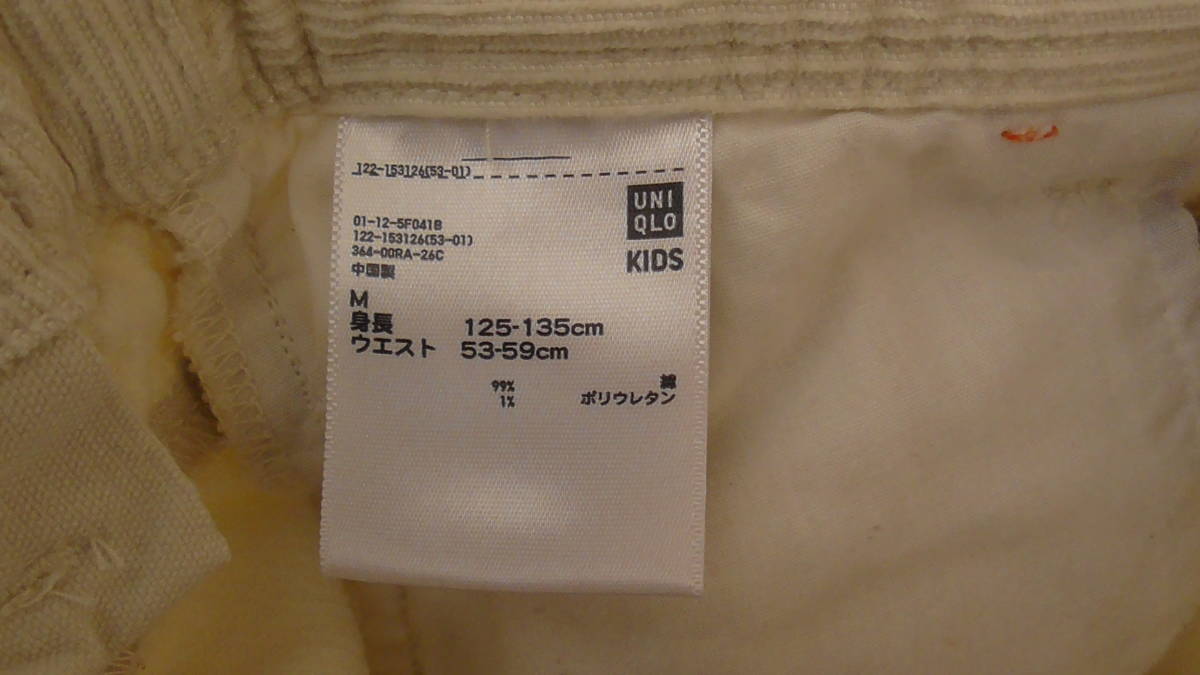 122-153126(53-01)
UNI
QLO
KIDS
01-12-5F041B
122-153126(53-01)
364-00RA-26C
中国製
M
身長 125-135cm
ウエスト 53-59cm
99% 綿
1% ポリウレタン